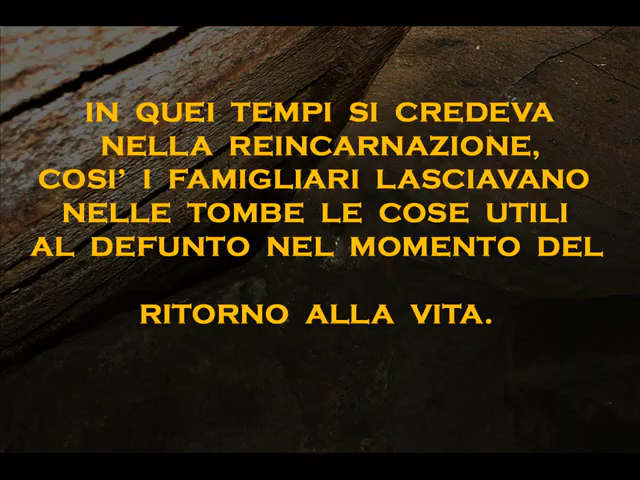 IN QUEI TEMPI SI CREDEVA
NELLA REINCARNAZIONE,
COSI' I FAMIGLIARI LASCIAVANO
NELLE TOMBE LE COSE UTILI
AL DEFUNTO NEL MOMENTO DEL
RITORNO ALLA VITA.